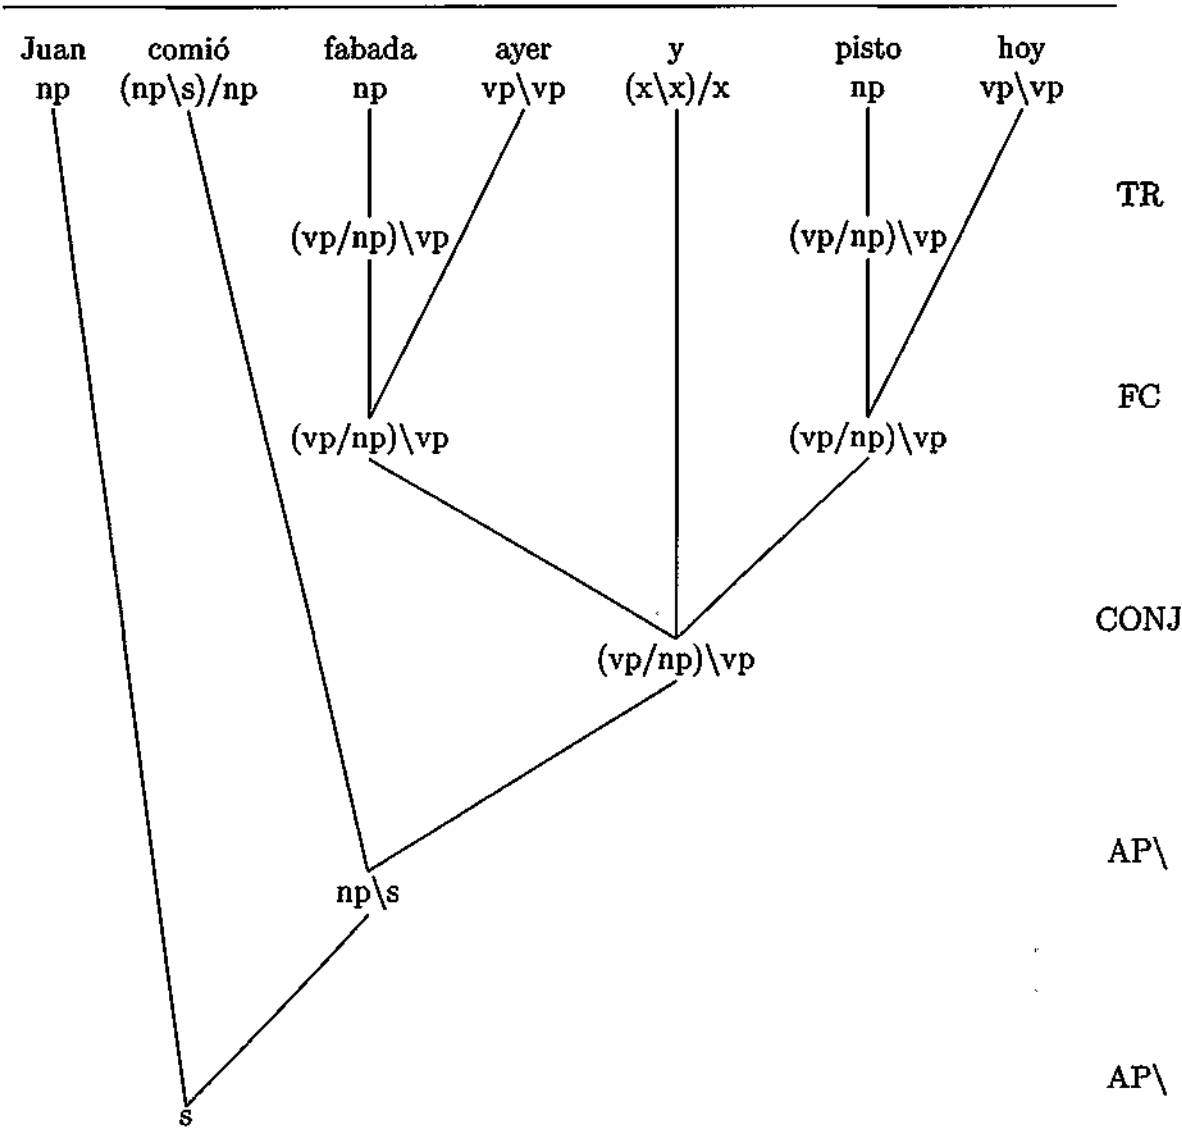 Juan comió fabada ayer y pisto hoy
np (np\s)/np np vp\vp (x\x)/x np vp\vp
TR
(vp/np)\vp (vp/np)\vp
FC
(vp/np)\vp (vp/np)\vp
CONJ
(vp/np)\vp
AP\
np\s
AP\
s